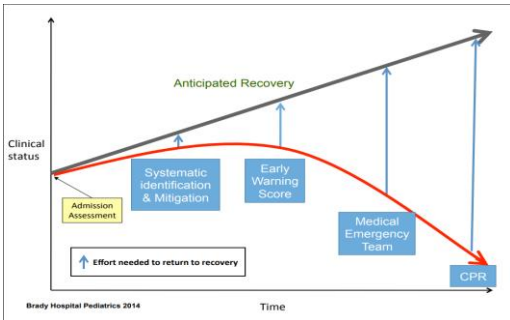 Anticipated Recovery
Clinical
status
Systematic
identification
& Mitigation
Early
Warning
Score
Admission
Assessment
Medical
Emergency
Team
Effort needed to return to recovery
CPR
Brady Hospital Pediatrics 2014
Time